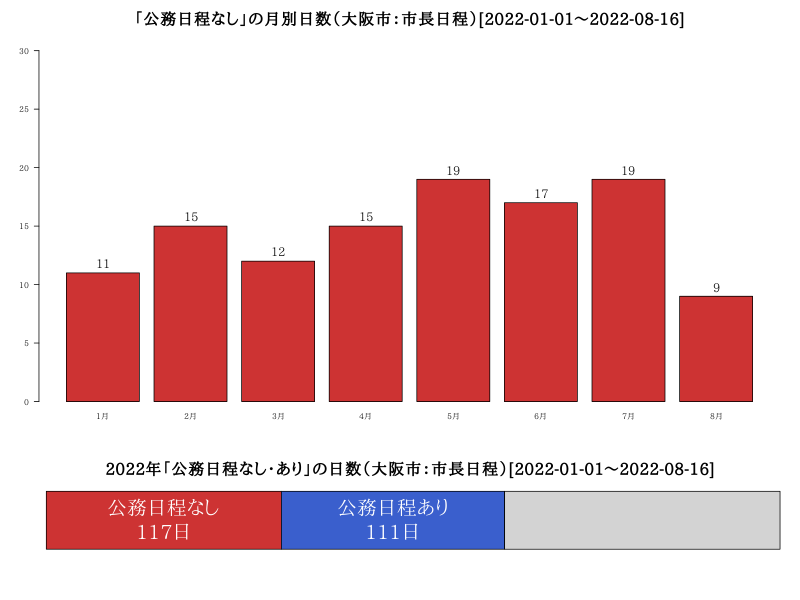 「公務日程なし」の月別日数（大阪市：市長日程）[2022-01-01～2022-08-16]
30
25
20
15
10
5
0
11
15
12
15
19
17
19
9
1月
2月
3月
4月
5月
6月
7月
8月
2022年「公務日程なし・あり」の日数（大阪市：市長日程）[2022-01-01～2022-08-16]
公務日程なし
117日
公務日程あり
111日